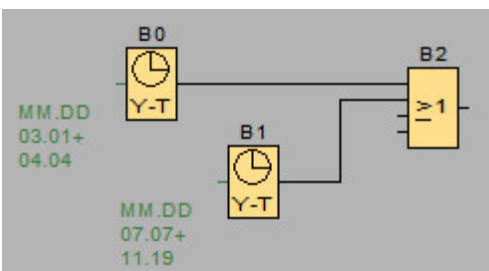 B0
Y-T
MM.DD
03.01+
04.04
B1
Y-T
MM.DD
07.07+
11.19
B2
≥1